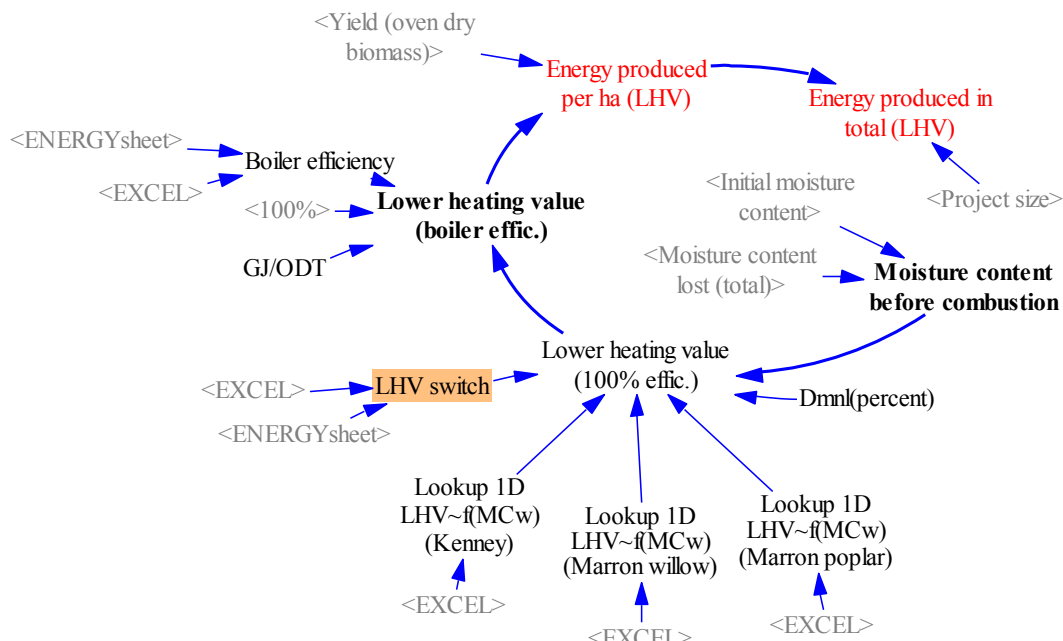 <Yield (oven dry
biomass)>
Energy produced
per ha (LHV)
Energy produced in
total (LHV)
<ENERGYsheet>
Boiler efficiency
<EXCEL>
<Initial moisture
content>
<100%>
Lower heating value
(boiler effic.)
<Project size>
GJ/ODT
<Moisture content
lost (total)>
Moisture content
before combustion
Lower heating value
(100% effic.)
<EXCEL>
LHV switch
Dmnl(percent)
<ENERGYsheet>
Lookup 1D
LHV~f(MCw)
(Kenney)
Lookup 1D
LHV~f(MCw)
(Marron willow)
Lookup 1D
LHV~f(MCw)
(Marron poplar)
<EXCEL>
<EXCEL>
<EXCEL>